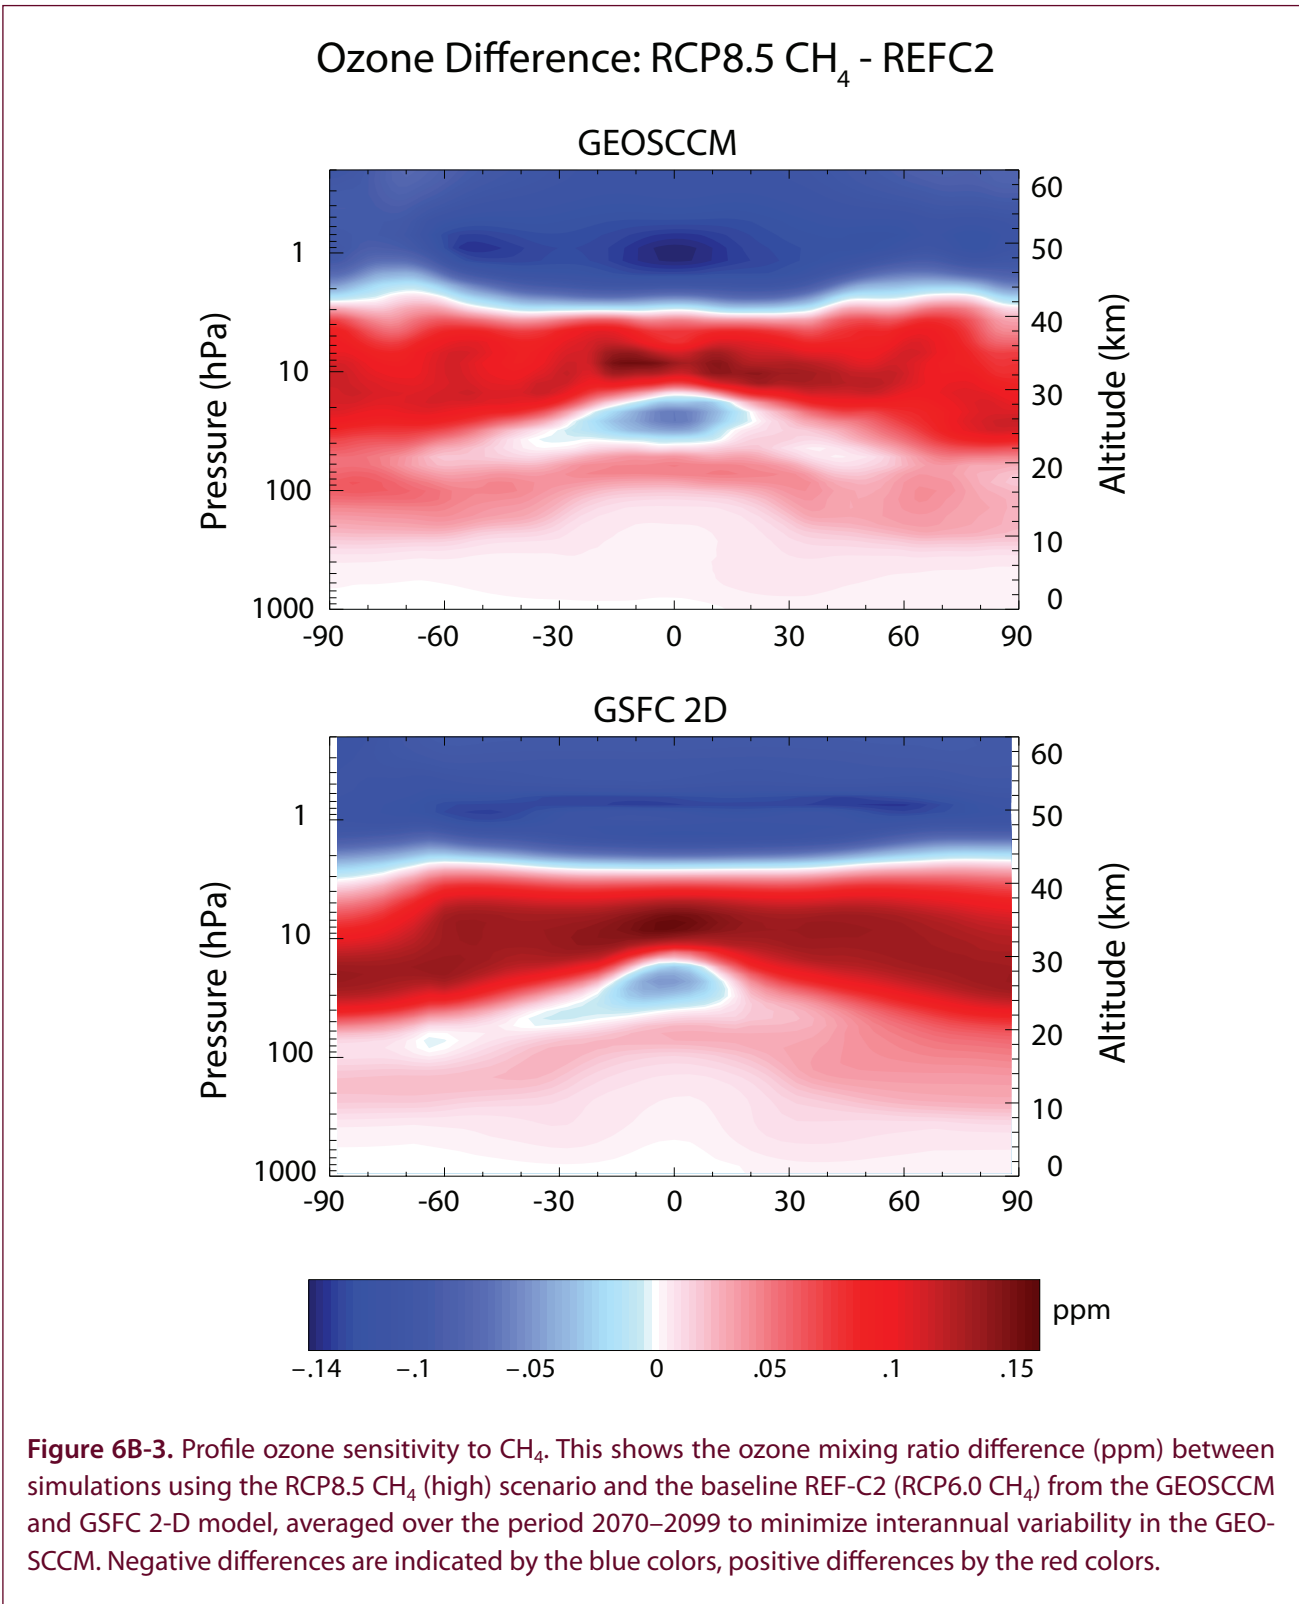 Ozone Difference: RCP8.5 CH4 - REFC2
GEOSCCM
Pressure (hPa)
1
10
100
1000
Altitude (km)
60
50
40
30
20
10
0
-90 -60 -30 0 30 60 90
GSFC 2D
Pressure (hPa)
1
10
100
1000
Altitude (km)
60
50
40
30
20
10
0
-90 -60 -30 0 30 60 90
ppm
−.14 −.1 −.05 0 .05 .1 .15
Figure 6B-3. Profile ozone sensitivity to CH4. This shows the ozone mixing ratio difference (ppm) between
simulations using the RCP8.5 CH4 (high) scenario and the baseline REF-C2 (RCP6.0 CH4) from the GEOSCCM
and GSFC 2-D model, averaged over the period 2070–2099 to minimize interannual variability in the GEO-
SCCM. Negative differences are indicated by the blue colors, positive differences by the red colors.